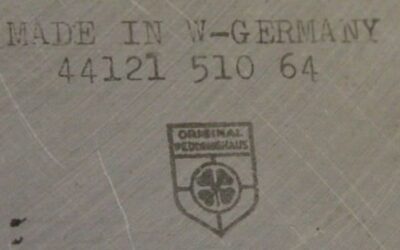 MADE IN W-GERMANY
44121 510 64
ORIGINAL
PEDDINGHAUS